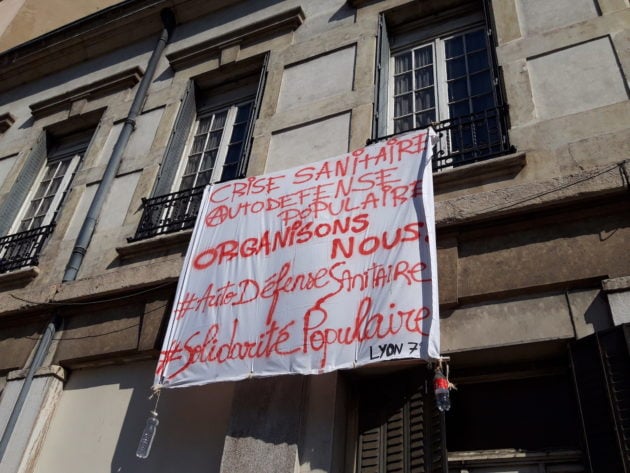 CRISE SANITAIRE
AUTODEFENSE
POPULAIRE
ORGANISONS
NOUS.
#AutoDéfenseSanitaire
#Solidarité Populaire
LYON 7